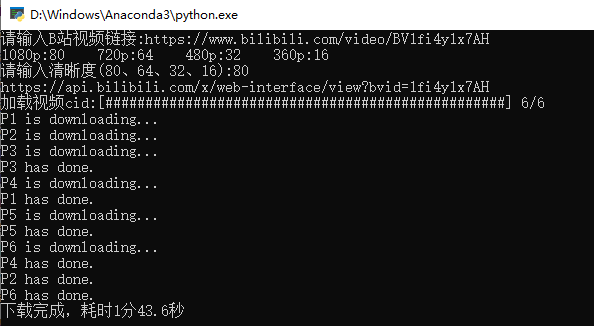 D:\Windows\Anaconda3\python.exe
请输入B站视频链接:https://www.bilibili.com/video/BV1fi4y1x7AH
1080p:80    720p:64    480p:32    360p:16
请输入清晰度(80、64、32、16):80
https://api.bilibili.com/x/web-interface/view?bvid=1fi4y1x7AH
加载视频cid:[##################################################] 6/6
P1 is downloading...
P2 is downloading...
P3 is downloading...
P3 has done.
P4 is downloading...
P1 has done.
P5 is downloading...
P5 has done.
P6 is downloading...
P4 has done.
P2 has done.
P6 has done.
下载完成，耗时1分43.6秒